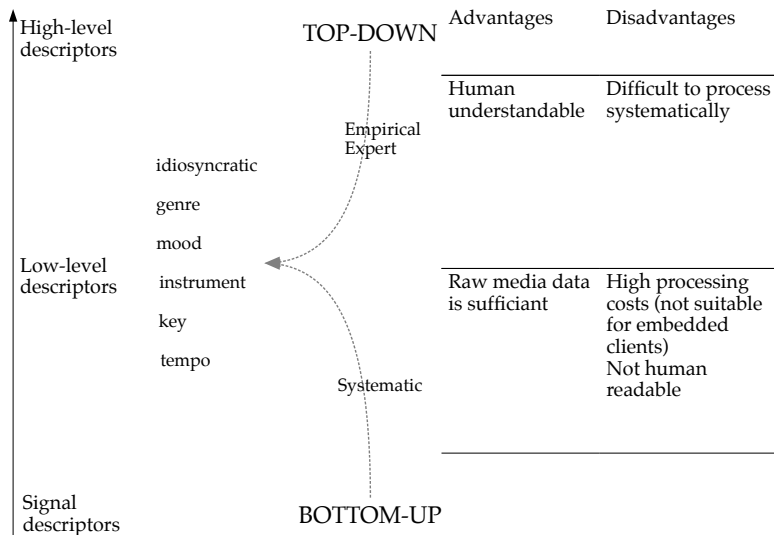 High-level
descriptors
TOP-DOWN
Advantages
Disadvantages
Human
understandable
Difficult to process
systematically
Empirical
Expert
idiosyncratic
genre
mood
instrument
key
tempo
Low-level
descriptors
Raw media data
is sufficiant
High processing
costs (not suitable
for embedded
clients)
Not human
readable
Systematic
Signal
descriptors
BOTTOM-UP